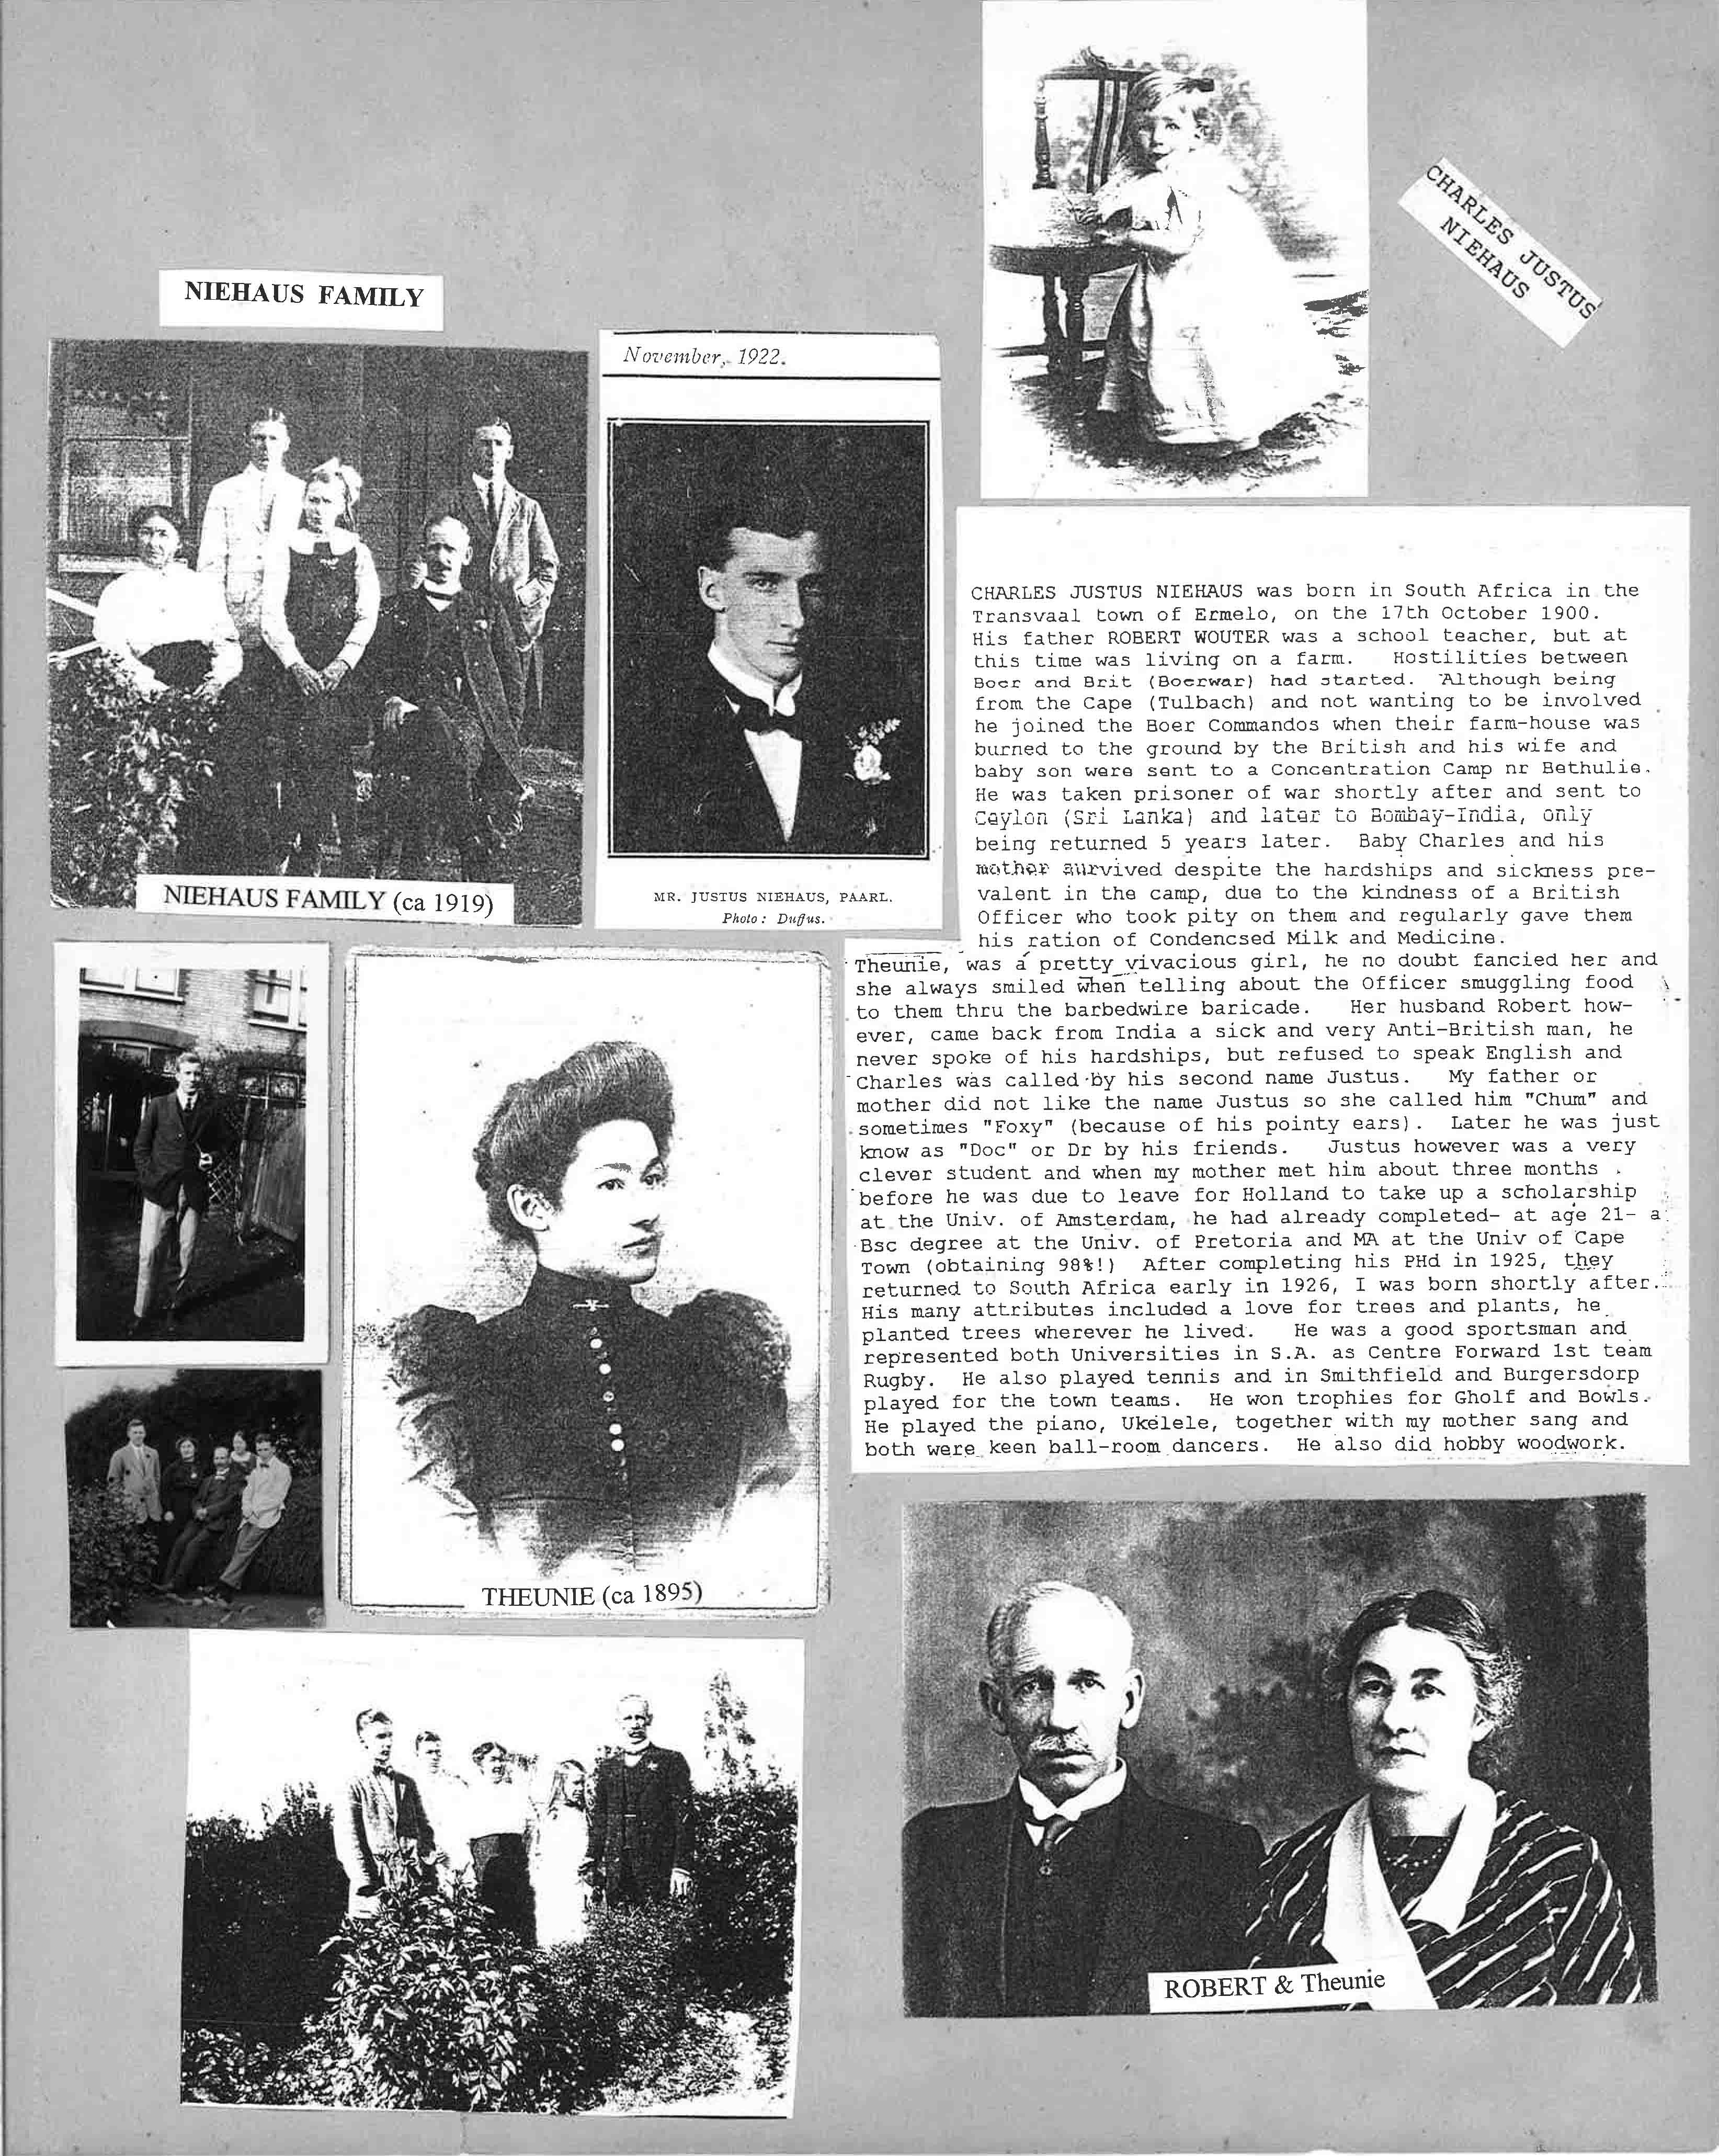 NIEHAUS FAMILY
CHARLES JUSTUS
NIEHAUS
November, 1922.
MR. JUSTUS NIEHAUS, PAARL.
Photo: Duffus.
NIEHAUS FAMILY (ca 1919)
CHARLES JUSTUS NIEHAUS was born in South Africa in the
Transvaal town of Ermelo, on the 17th October 1900.
His father ROBERT WOUTER was a school teacher, but at
this time was living on a farm. Hostilities between
Boer and Brit (Boerwar) had started. Although being
from the Cape (Tulbach) and not wanting to be involved
he joined the Boer Commandos when their farm-house was
burned to the ground by the British and his wife and
baby son were sent to a Concentration Camp nr Bethulie.
He was taken prisoner of war shortly after and sent to
Ceylon (Sri Lanka) and later to Bombay-India, only
being returned 5 years later. Baby Charles and his
mother survived despite the hardships and sickness pre-
valent in the camp, due to the kindness of a British
Officer who took pity on them and regularly gave them
his ration of Condencsed Milk and Medicine.
Theunie, was a pretty vivacious girl, he no doubt fancied her and
she always smiled when telling about the Officer smuggling food
to them thru the barbedwire baricade. Her husband Robert how-
ever, came back from India a sick and very Anti-British man, he
never spoke of his hardships, but refused to speak English and
Charles was called by his second name Justus. My father or
mother did not like the name Justus so she called him "Chum" and
sometimes "Foxy" (because of his pointy ears). Later he was just
know as "Doc" or Dr by his friends. Justus however was a very
clever student and when my mother met him about three months
before he was due to leave for Holland to take up a scholarship
at the Univ. of Amsterdam, he had already completed- at age 21- a
Bsc degree at the Univ. of Pretoria and MA at the Univ of Cape
Town (obtaining 98%!) After completing his PHd in 1925, they
returned to South Africa early in 1926, I was born shortly after.
His many attributes included a love for trees and plants, he
planted trees wherever he lived. He was a good sportsman and
represented both Universities in S.A. as Centre Forward 1st team
Rugby. He also played tennis and in Smithfield and Burgersdorp
played for the town teams. He won trophies for Gholf and Bowls.
He played the piano, Ukelele, together with my mother sang and
both were keen ball-room dancers. He also did hobby woodwork.
THEUNIE (ca 1895)
ROBERT & Theunie